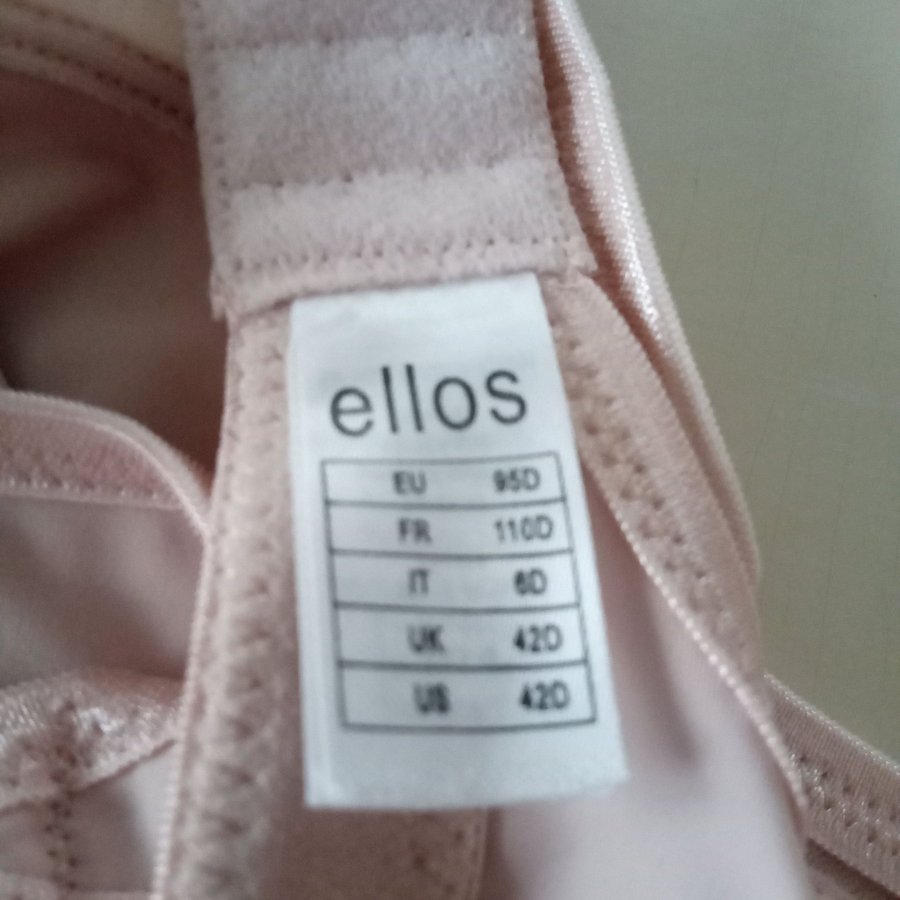 ellos
EU 95D
FR 110D
IT 6D
UK 42D
US 42D